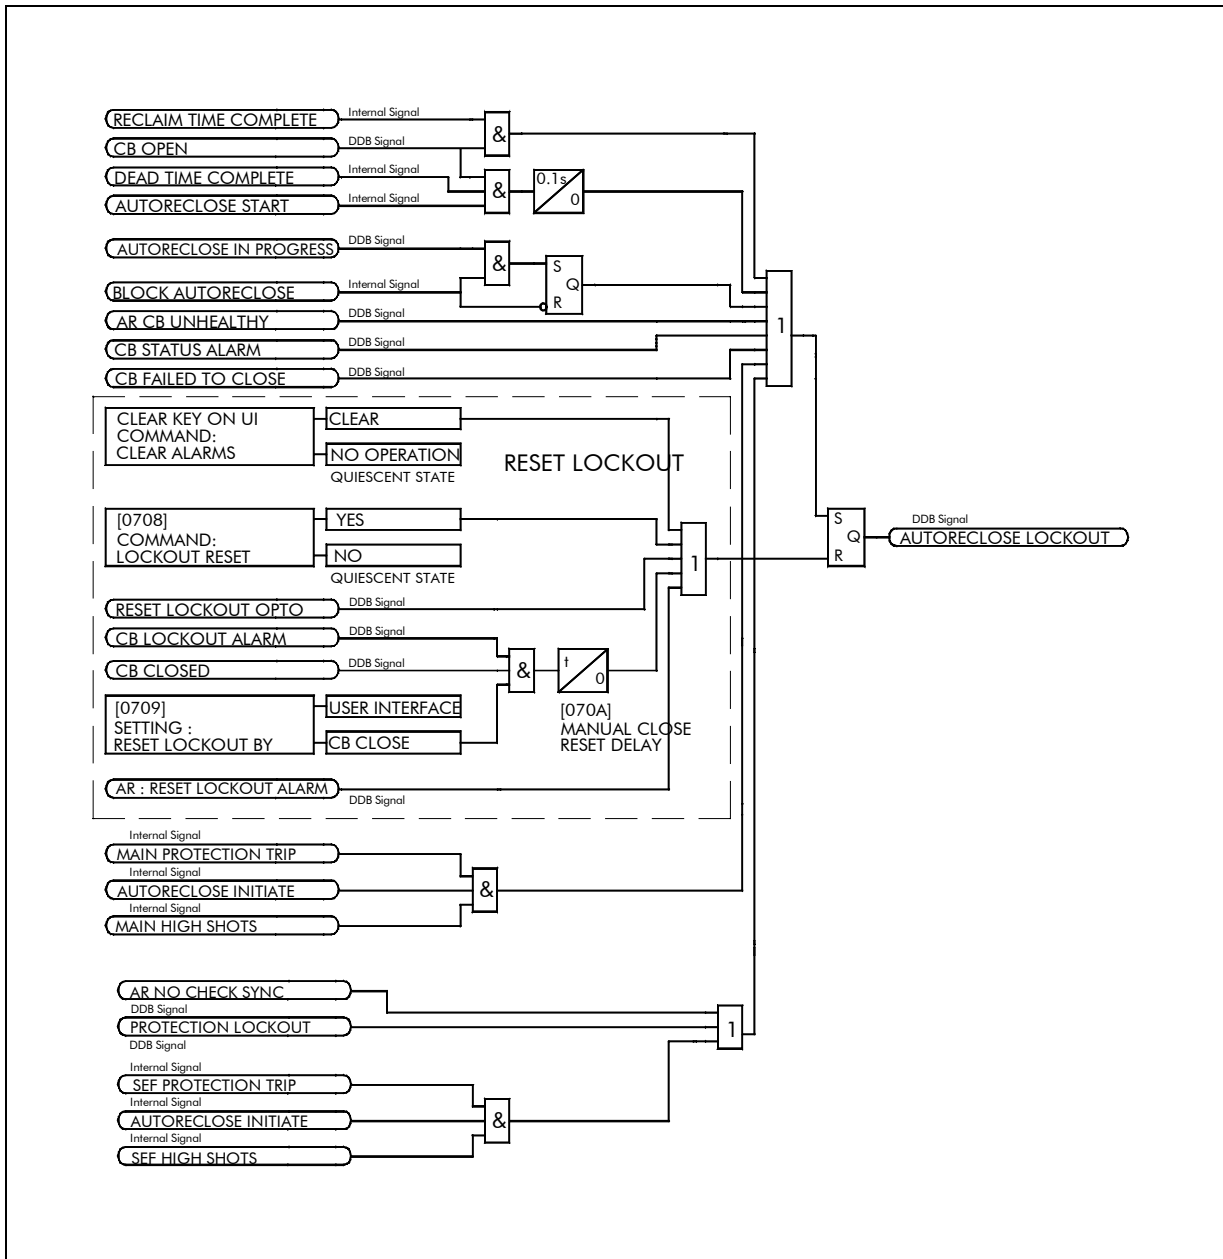 RECLAIM TIME COMPLETE Internal Signal
&
CB OPEN DDB Signal
DEAD TIME COMPLETE Internal Signal
& 0.1s 0
AUTORECLOSE START Internal Signal
AUTORECLOSE IN PROGRESS DDB Signal
& S Q R
BLOCK AUTORECLOSE Internal Signal
AR CB UNHEALTHY DDB Signal
1
CB STATUS ALARM DDB Signal
CB FAILED TO CLOSE DDB Signal
CLEAR KEY ON UI CLEAR
COMMAND:
CLEAR ALARMS NO OPERATION
QUIESCENT STATE
RESET LOCKOUT
[0708] YES
COMMAND:
LOCKOUT RESET NO
QUIESCENT STATE
1
S Q R
DDB Signal
AUTORECLOSE LOCKOUT
RESET LOCKOUT OPTO DDB Signal
CB LOCKOUT ALARM DDB Signal
CB CLOSED DDB Signal
& t 0
[0709] USER INTERFACE
SETTING :
RESET LOCKOUT BY CB CLOSE
[070A]
MANUAL CLOSE
RESET DELAY
AR : RESET LOCKOUT ALARM
DDB Signal
Internal Signal
MAIN PROTECTION TRIP
Internal Signal
AUTORECLOSE INITIATE &
Internal Signal
MAIN HIGH SHOTS
AR NO CHECK SYNC
DDB Signal
PROTECTION LOCKOUT 1
DDB Signal
Internal Signal
SEF PROTECTION TRIP
Internal Signal
AUTORECLOSE INITIATE &
Internal Signal
SEF HIGH SHOTS